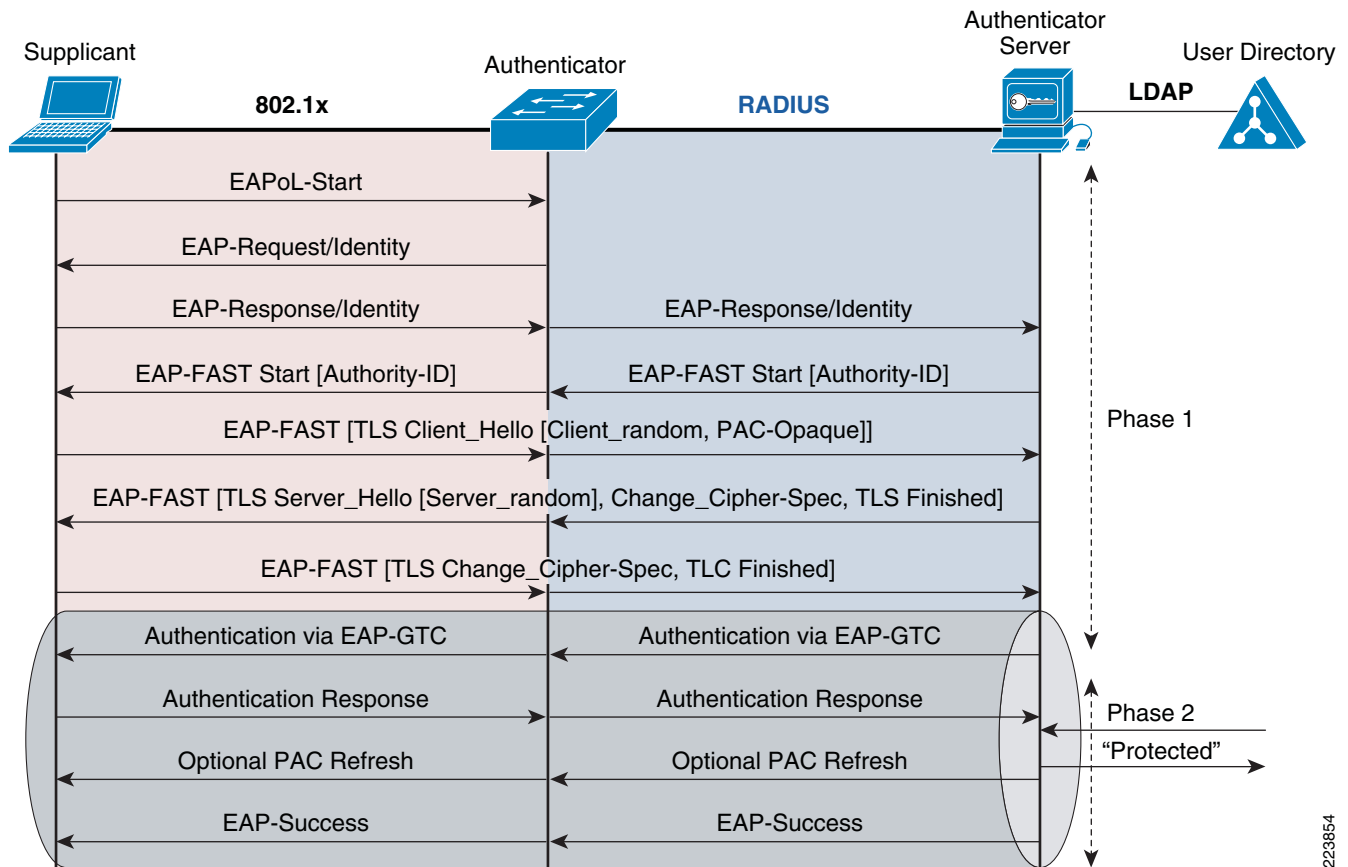 Supplicant
Authenticator
Authenticator
Server
User Directory
802.1x
RADIUS
LDAP
EAPoL-Start
EAP-Request/Identity
EAP-Response/Identity
EAP-Response/Identity
EAP-FAST Start [Authority-ID]
EAP-FAST Start [Authority-ID]
EAP-FAST [TLS Client_Hello [Client_random, PAC-Opaque]]
Phase 1
EAP-FAST [TLS Server_Hello [Server_random], Change_Cipher-Spec, TLS Finished]
EAP-FAST [TLS Change_Cipher-Spec, TLC Finished]
Authentication via EAP-GTC
Authentication via EAP-GTC
Authentication Response
Authentication Response
Phase 2
“Protected”
Optional PAC Refresh
Optional PAC Refresh
EAP-Success
EAP-Success
223854